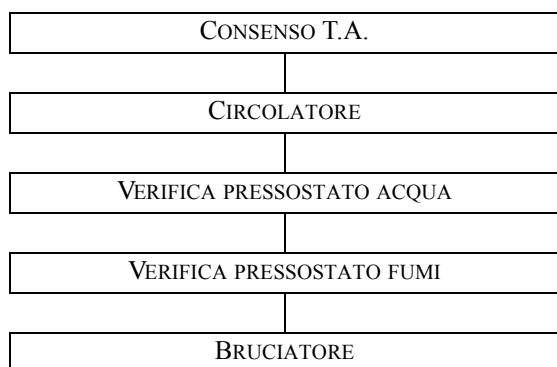 CONSENSO T.A.
CIRCOLATORE
VERIFICA PRESSOSTATO ACQUA
VERIFICA PRESSOSTATO FUMI
BRUCIATORE